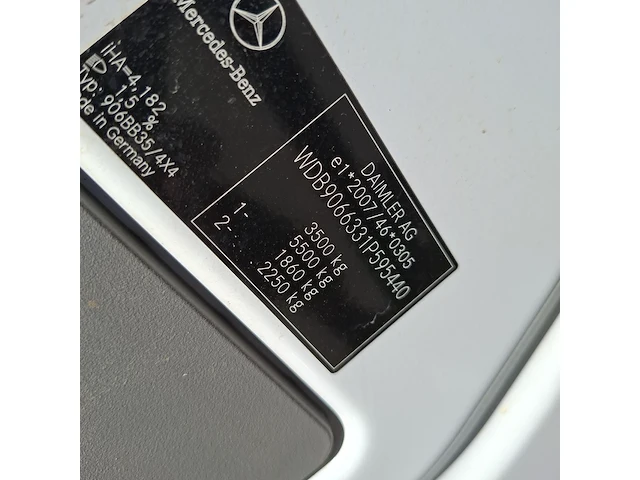 Mercedes-Benz
IHA=4,182
1,5 %
Typ: 906BB35/4X4
de in Germany
DAIMLER AG
e1*2007/46*0305
WDB9066331P595440
3500 kg
5500 kg
1- 1860 kg
2- 2250 kg